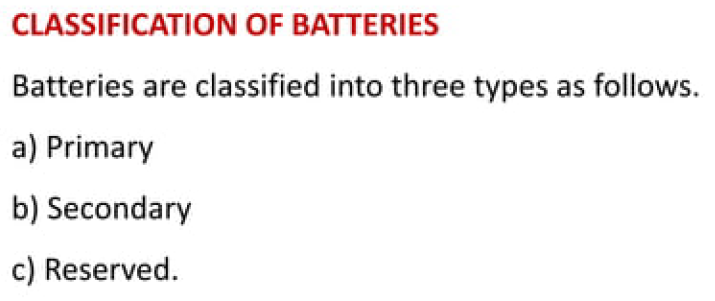 CLASSIFICATION OF BATTERIES
Batteries are classified into three types as follows.
a) Primary
b) Secondary
c) Reserved.